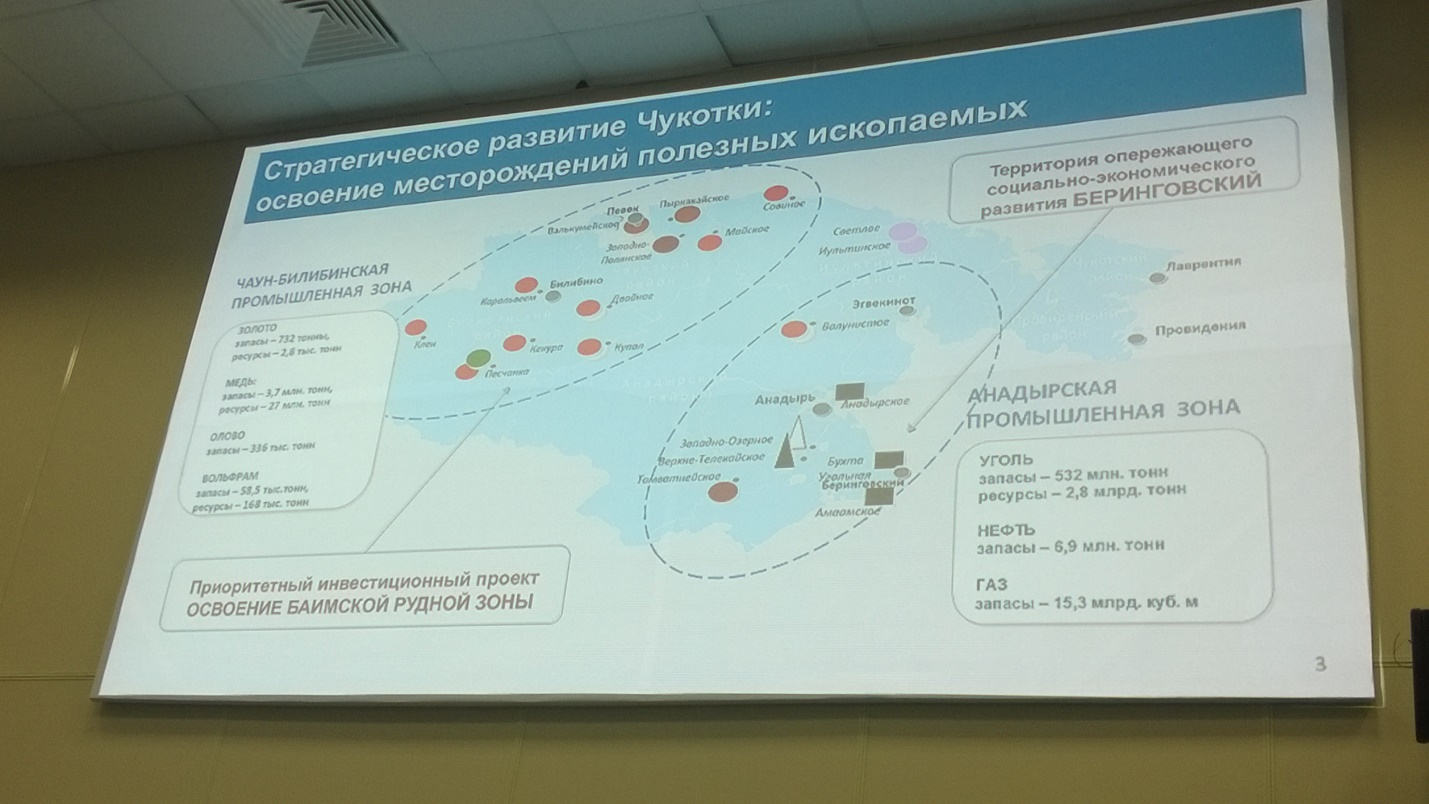 Стратегическое развитие Чукотки:
освоение месторождений полезных ископаемых
Территория опережающего
социально-экономического
развития БЕРИНГОВСКИЙ
ЧАУН-БИЛИБИНСКАЯ
ПРОМЫШЛЕННАЯ ЗОНА
ЗОЛОТО
запасы – 732 тонны,
ресурсы – 2,8 тыс. тонн
МЕДЬ:
запасы – 3,7 млн. тонн,
ресурсы – 27 млн. тонн
ОЛОВО
запасы – 336 тыс. тонн
ВОЛЬФРАМ
запасы – 58,5 тыс.тонн,
ресурсы – 168 тыс. тонн
Певек
Валькумейское
Пыркакайское
Совиное
Западно-
Полянское
Майское
Светлое
Иультинское
Билибино
Каральвеем
Двойное
Клен
Кекура
Купол
Песчанка
Эгвекинот
Валунистое
Лаврентия
Провидения
Анадырь
Анадырское
Западно-Озерное
Верхне-Телекайское
Бухта
Угольная
Беринговский
Амаамское
АНАДЫРСКАЯ
ПРОМЫШЛЕННАЯ ЗОНА
УГОЛЬ
запасы – 532 млн. тонн
ресурсы – 2,8 млрд. тонн
НЕФТЬ
запасы – 6,9 млн. тонн
ГАЗ
запасы – 15,3 млрд. куб. м
Приоритетный инвестиционный проект
ОСВОЕНИЕ БАИМСКОЙ РУДНОЙ ЗОНЫ
3